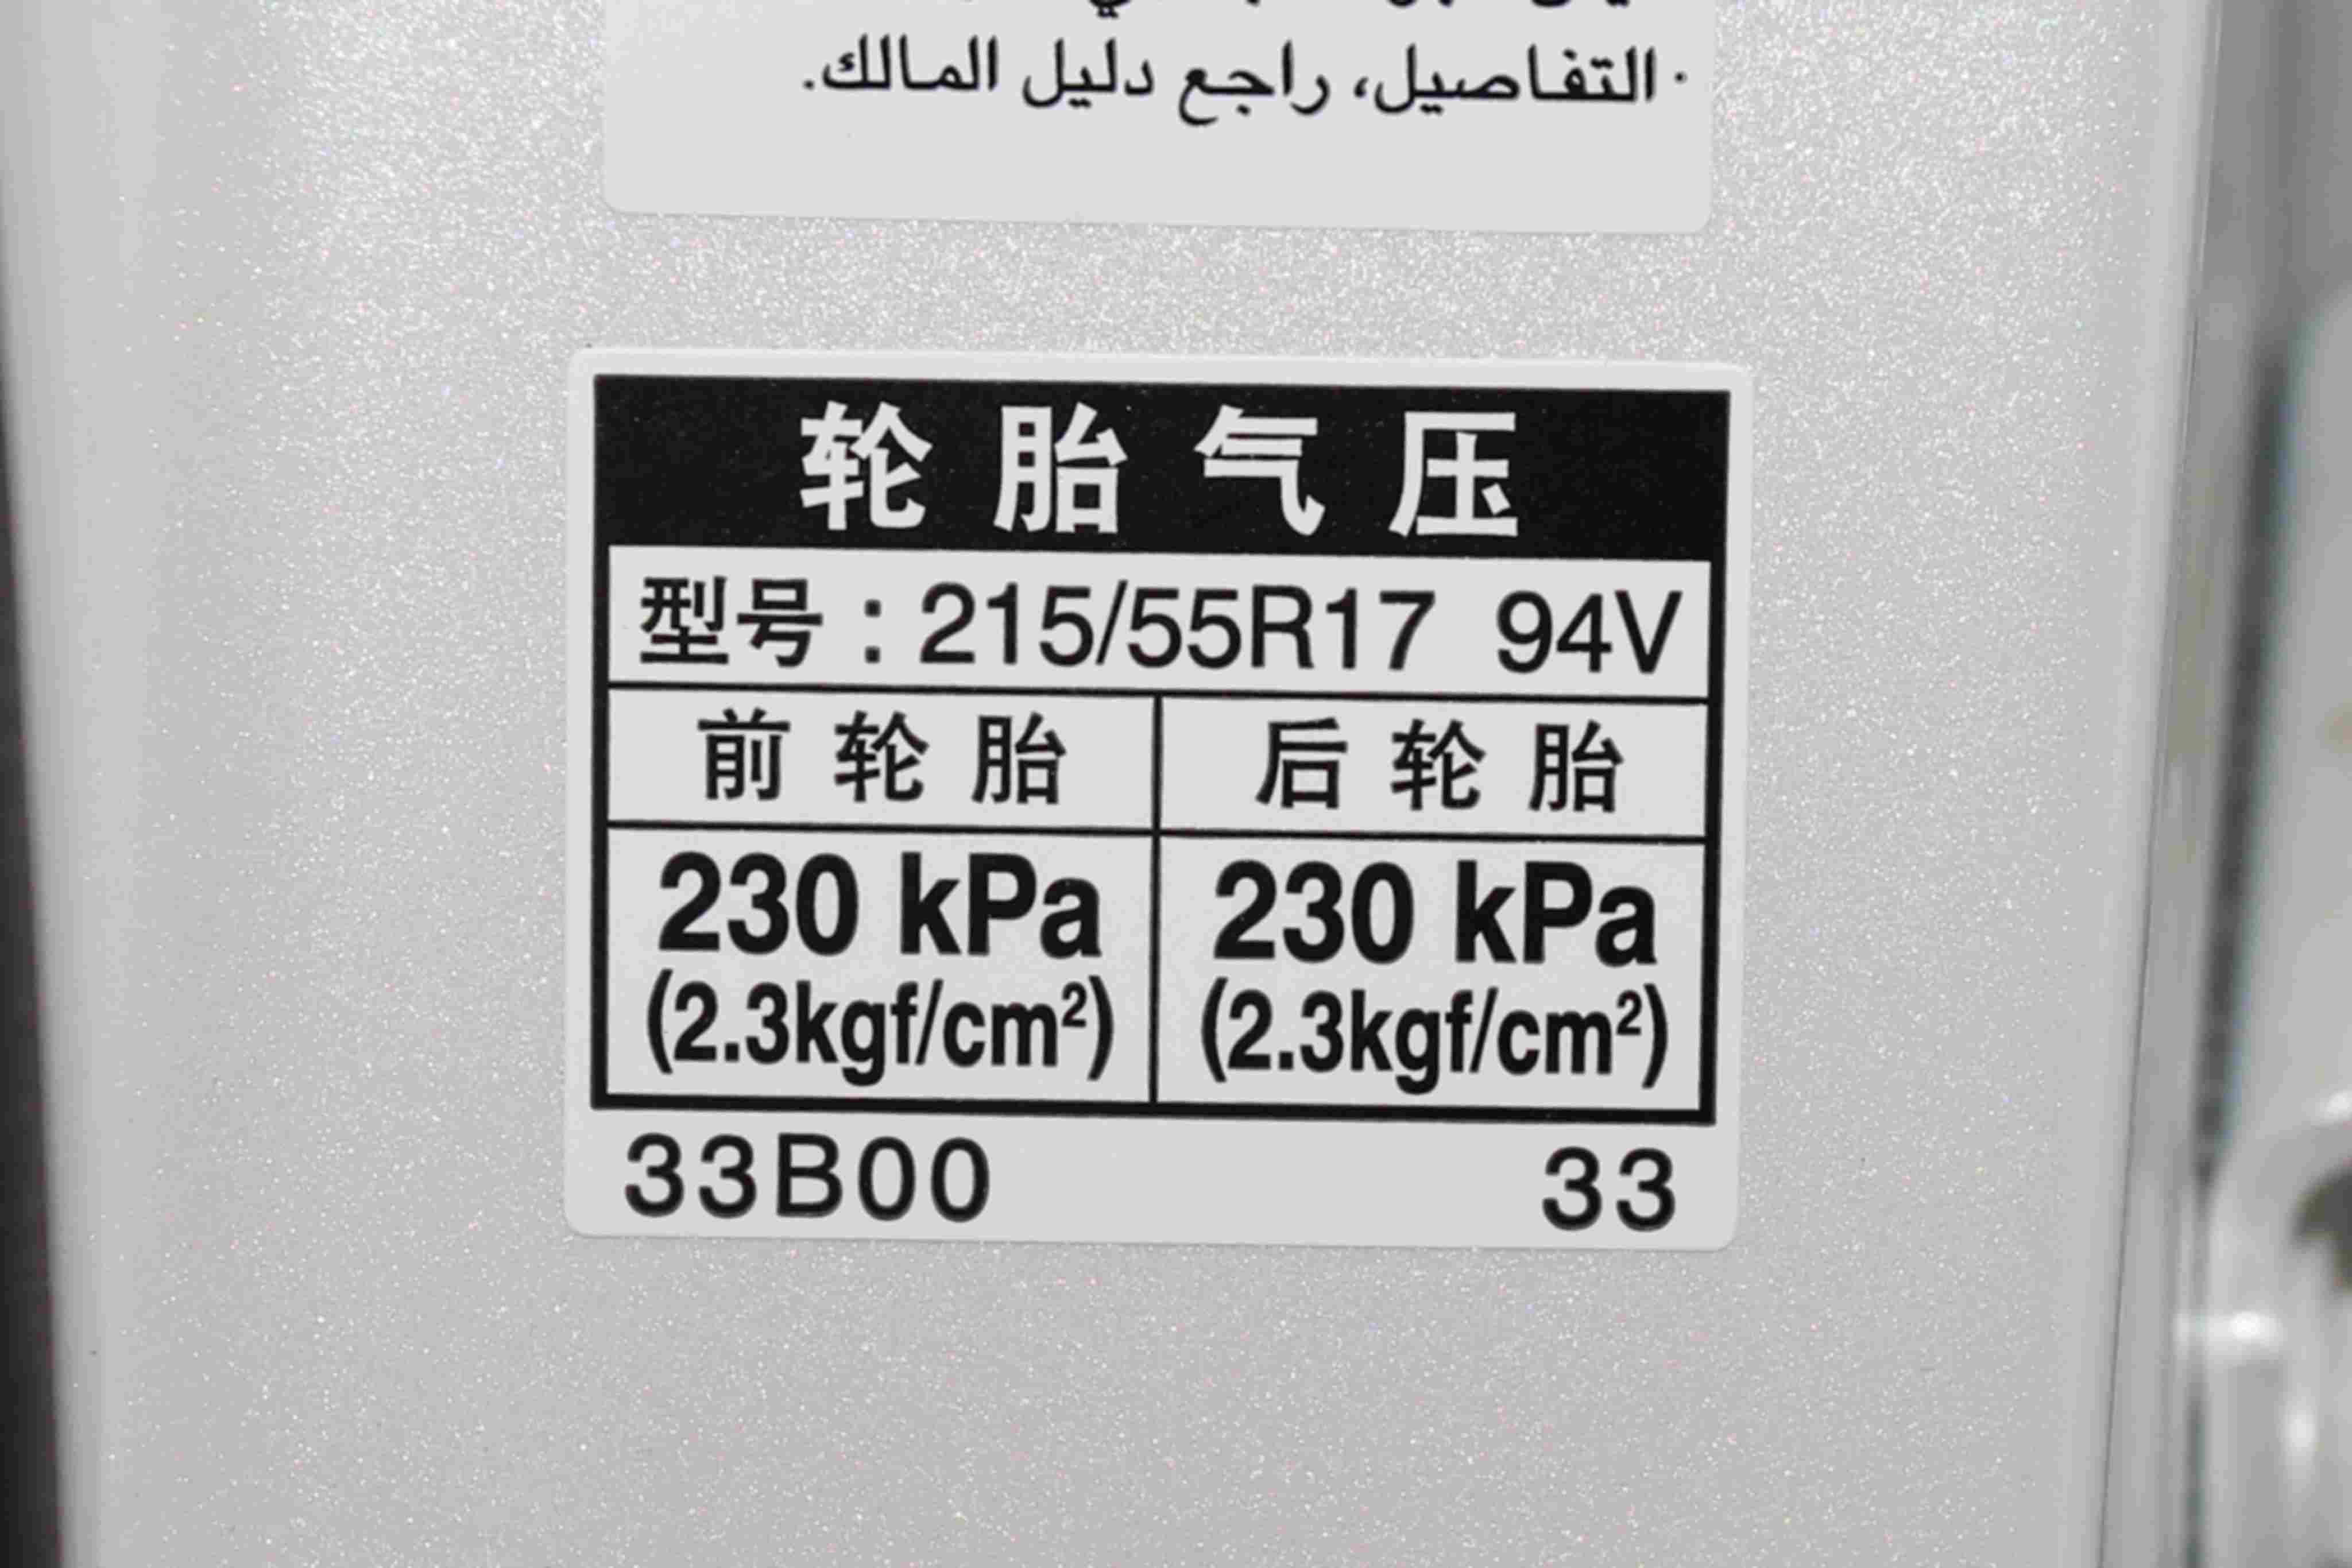 التفاصيل، راجع دليل المالك.
轮胎气压
型号：215/55R17 94V
前轮胎 后轮胎
230 kPa 230 kPa
(2.3kgf/cm²) (2.3kgf/cm²)
33B00 33